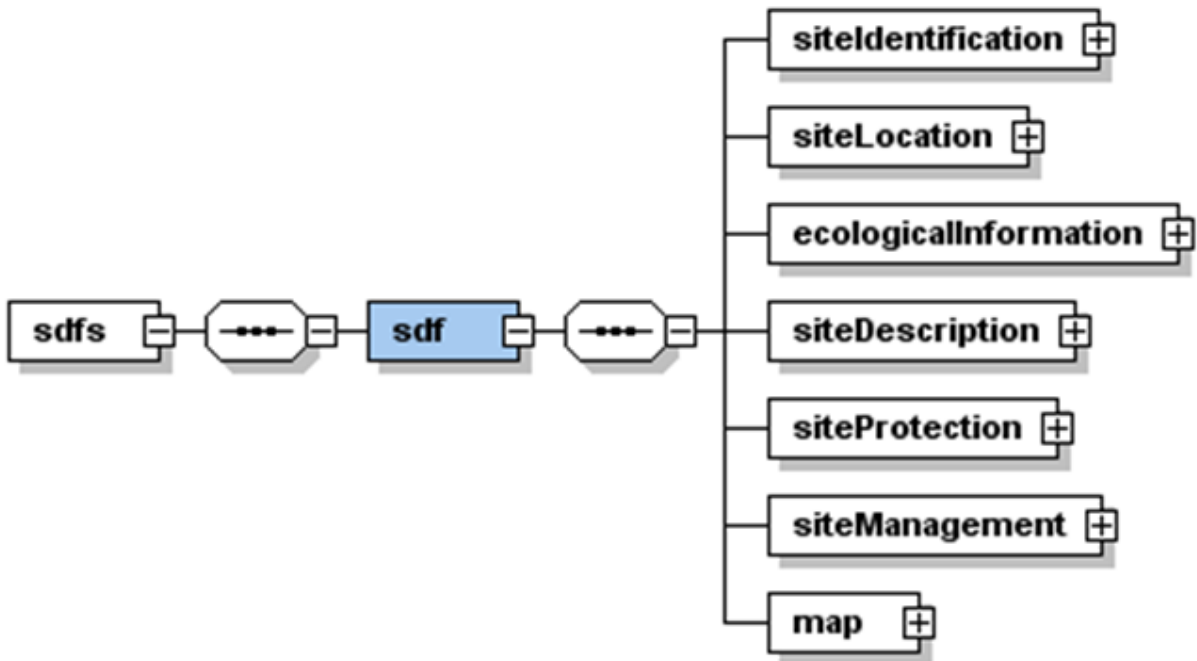 siteIdentification
siteLocation
ecologicalInformation
sdfs
sdf
siteDescription
siteProtection
siteManagement
map